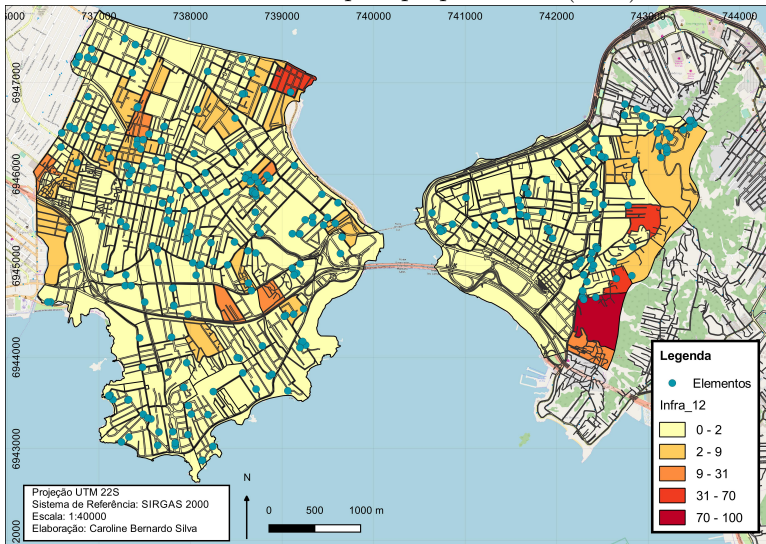 736000 737000 738000 739000 740000 741000 742000 743000 744000
6947000
6946000
6945000
6944000
6943000
2000
Legenda
Elementos
Infra_12
0 - 2
2 - 9
9 - 31
31 - 70
70 - 100
Projeção UTM 22S
Sistema de Referência: SIRGAS 2000
Escala: 1:40000
Elaboração: Caroline Bernardo Silva
N
0 500 1000 m